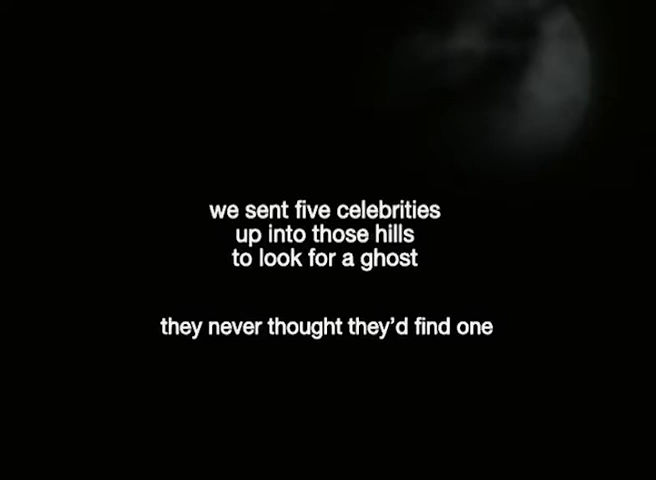 we sent five celebrities
up into those hills
to look for a ghost
they never thought they'd find one